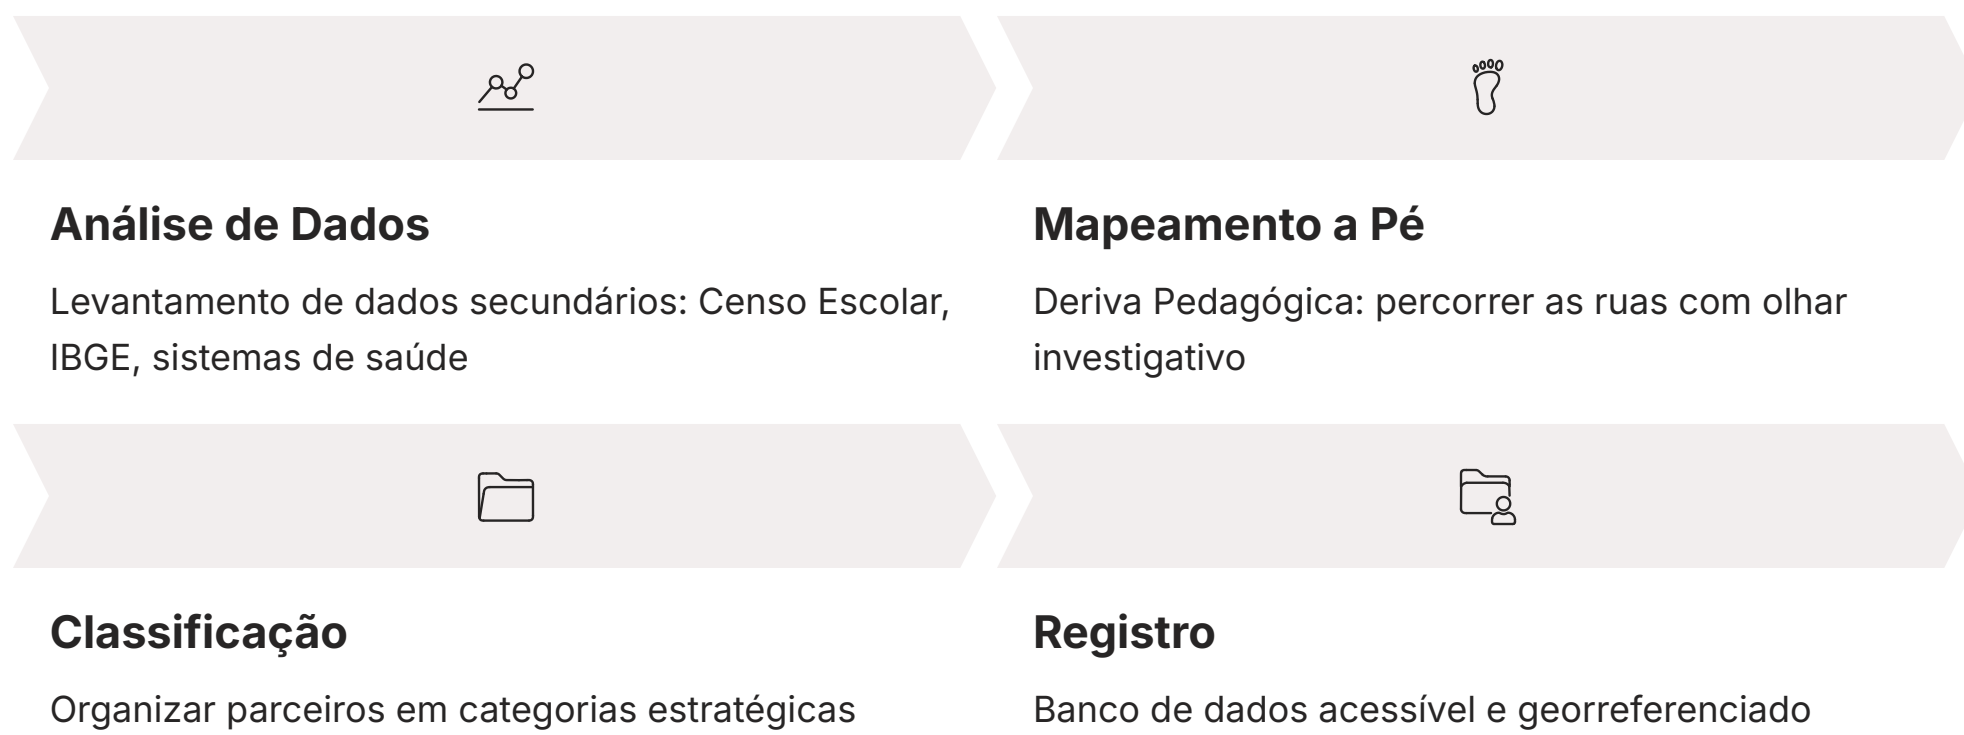 Análise de Dados
Levantamento de dados secundários: Censo Escolar,
IBGE, sistemas de saúde
Mapeamento a Pé
Deriva Pedagógica: percorrer as ruas com olhar
investigativo
Classificação
Organizar parceiros em categorias estratégicas
Registro
Banco de dados acessível e georreferenciado